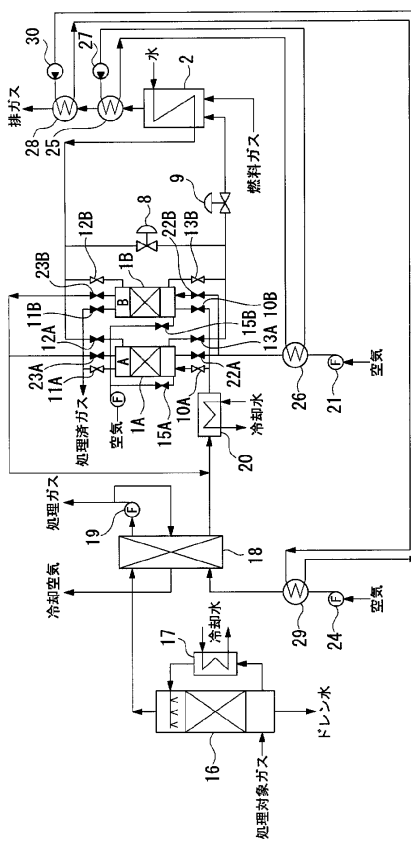 処理対象ガス
16
ドレン水
17
冷却水
冷却空気
処理ガス
19
F
18
29
24
F
空気
20
冷却水
処理済ガス
空気
F
11A
23A
12A
11B
23B
12B
1A
A
1B
B
15A
15B
10A
22A
13A
10B
22B
13B
8
9
26
21
F
空気
排ガス
28
25
30
27
水
2
燃料ガス